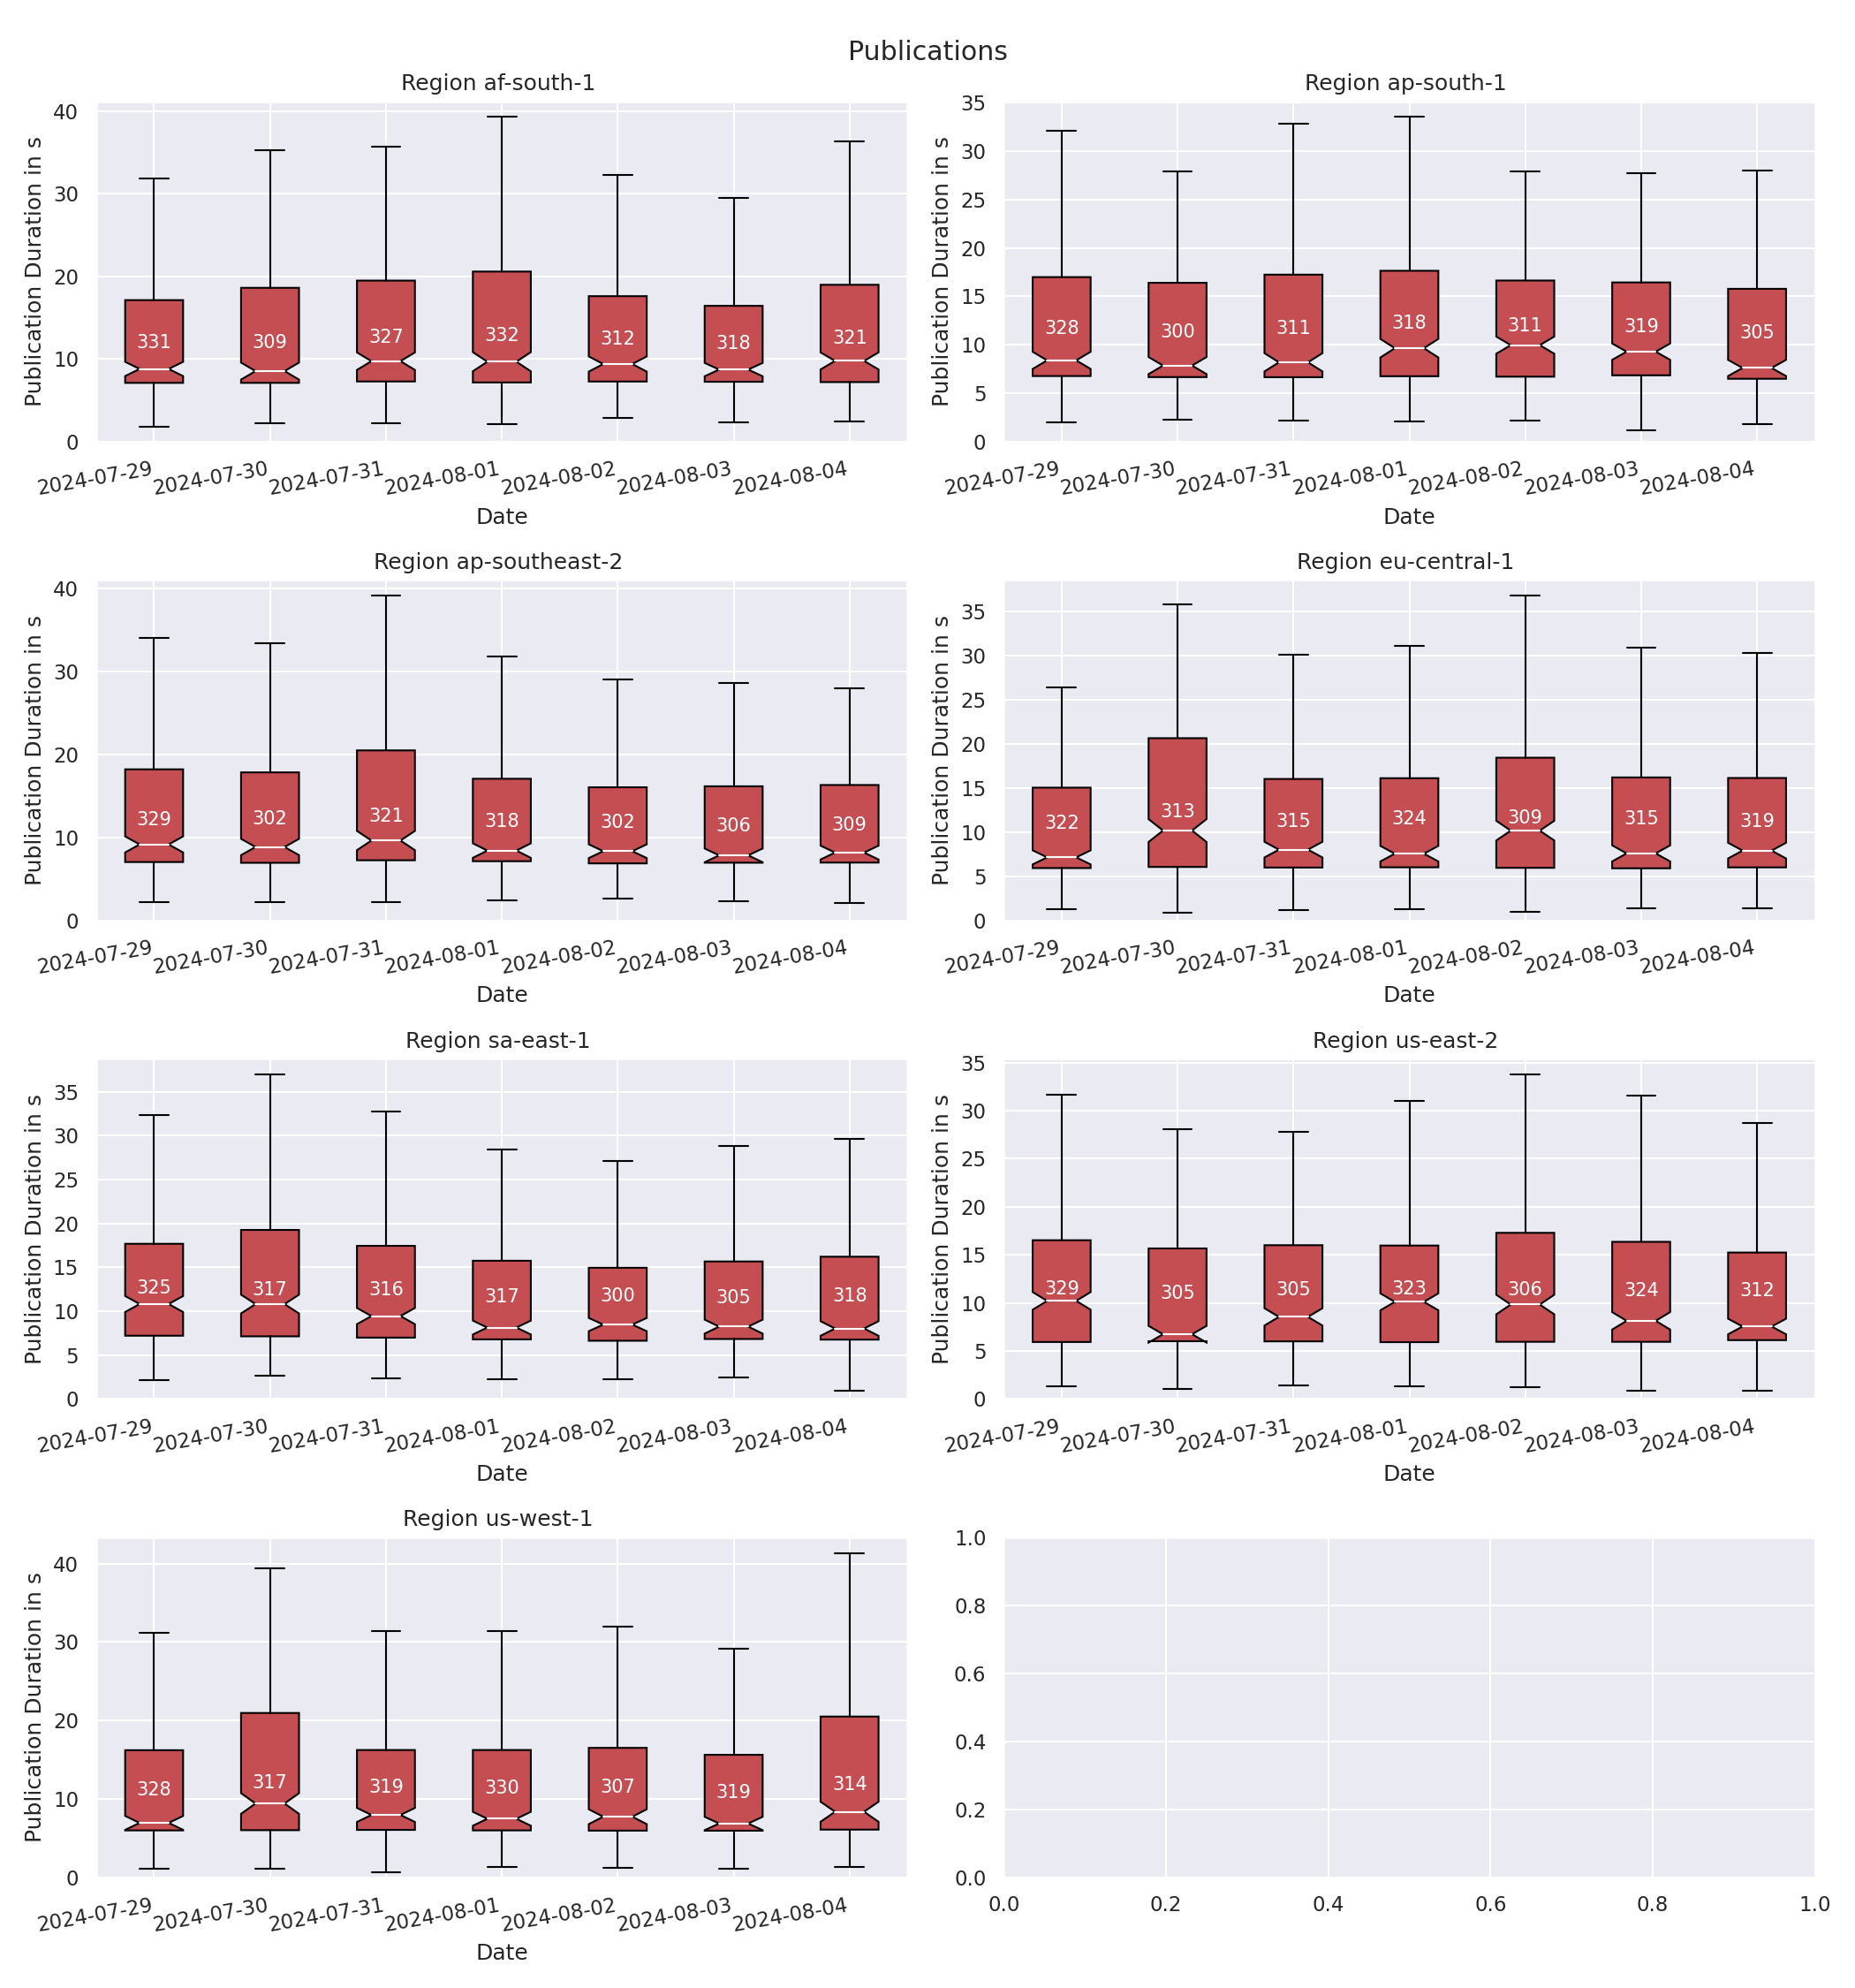 Publications
Region af-south-1
Publication Duration in s
40
30
20
10
0
331 309 327 332 312 318 321
2024-07-29 2024-07-30 2024-07-31 2024-08-01 2024-08-02 2024-08-03 2024-08-04
Date
Region ap-south-1
Publication Duration in s
35
30
25
20
15
10
5
0
328 300 311 318 311 319 305
2024-07-29 2024-07-30 2024-07-31 2024-08-01 2024-08-02 2024-08-03 2024-08-04
Date
Region ap-southeast-2
Publication Duration in s
40
30
20
10
0
329 302 321 318 302 306 309
2024-07-29 2024-07-30 2024-07-31 2024-08-01 2024-08-02 2024-08-03 2024-08-04
Date
Region eu-central-1
Publication Duration in s
35
30
25
20
15
10
5
0
322 313 315 324 309 315 319
2024-07-29 2024-07-30 2024-07-31 2024-08-01 2024-08-02 2024-08-03 2024-08-04
Date
Region sa-east-1
Publication Duration in s
35
30
25
20
15
10
5
0
325 317 316 317 300 305 318
2024-07-29 2024-07-30 2024-07-31 2024-08-01 2024-08-02 2024-08-03 2024-08-04
Date
Region us-east-2
Publication Duration in s
35
30
25
20
15
10
5
0
329 305 305 323 306 324 312
2024-07-29 2024-07-30 2024-07-31 2024-08-01 2024-08-02 2024-08-03 2024-08-04
Date
Region us-west-1
Publication Duration in s
40
30
20
10
0
328 317 319 330 307 319 314
2024-07-29 2024-07-30 2024-07-31 2024-08-01 2024-08-02 2024-08-03 2024-08-04
Date
1.0
0.8
0.6
0.4
0.2
0.0
0.0 0.2 0.4 0.6 0.8 1.0